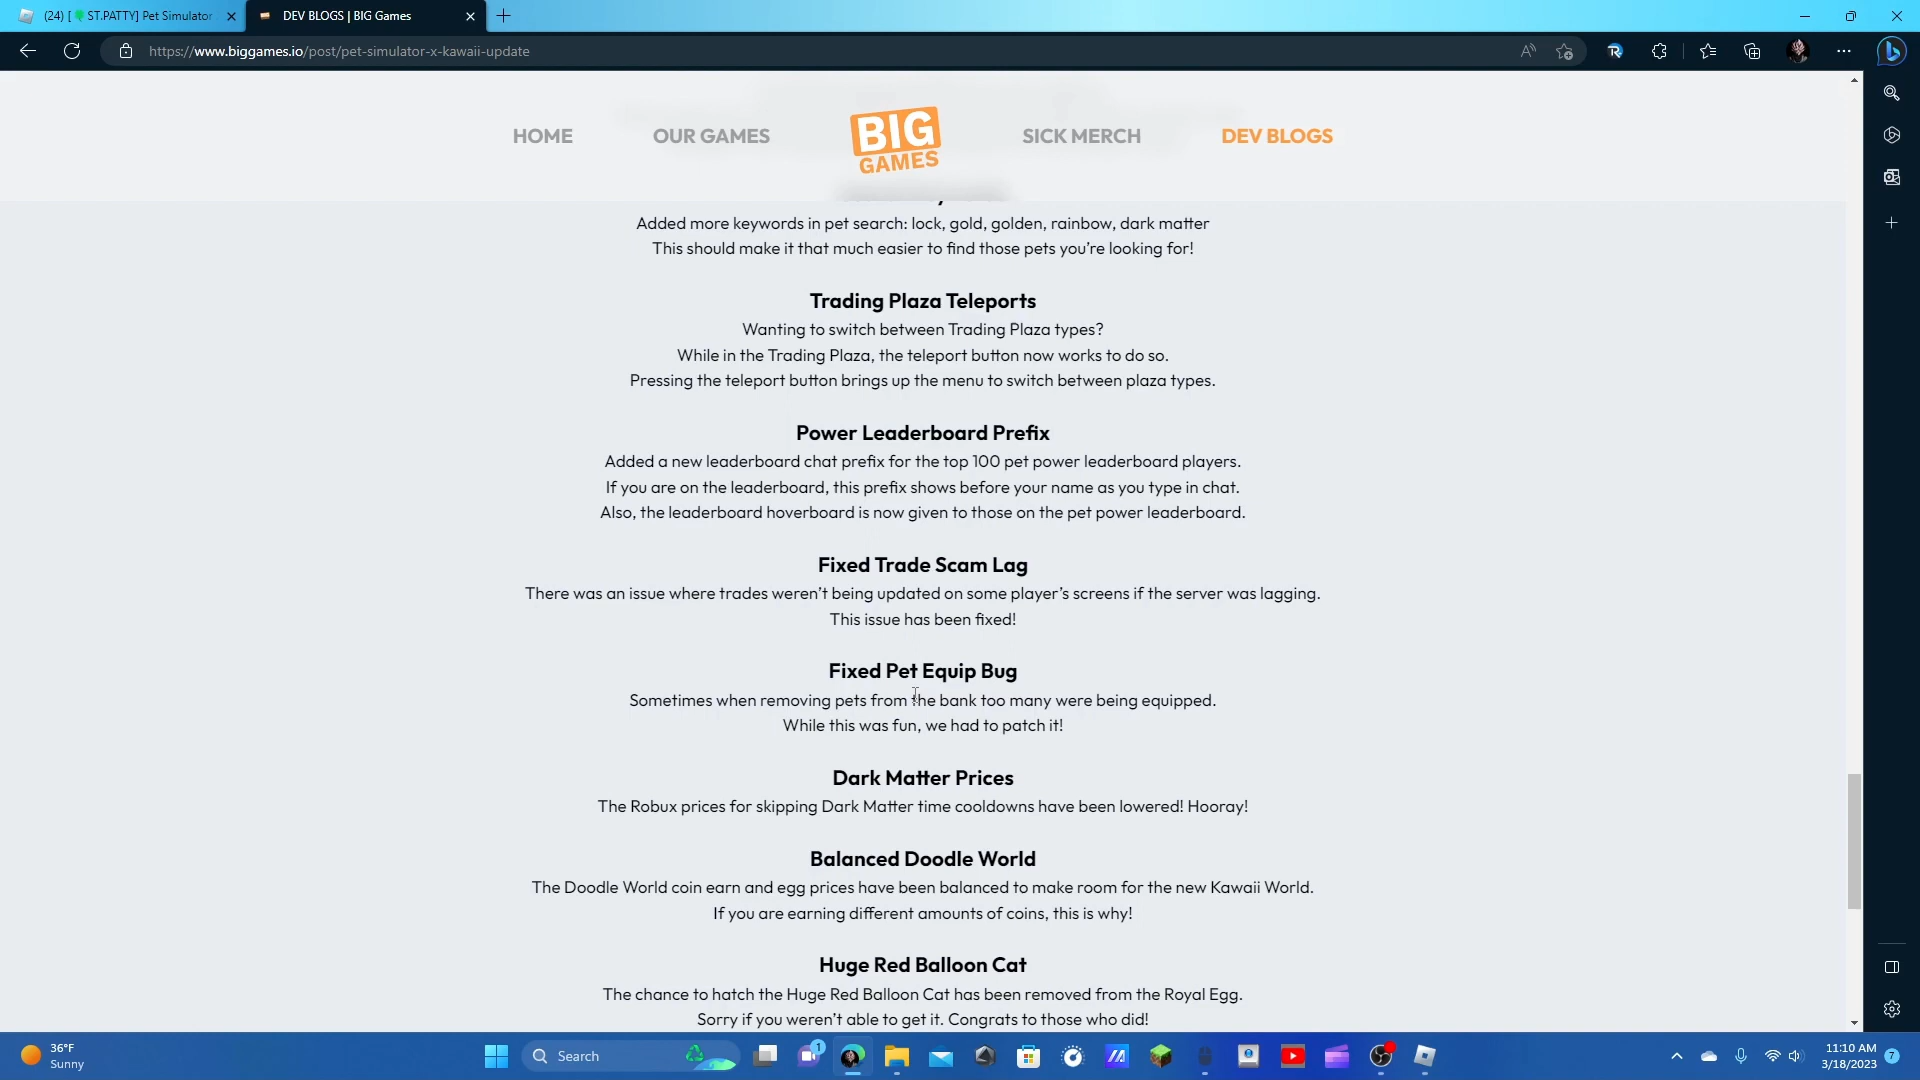 (24) [ ST.PATTY] Pet Simulator
DEV BLOGS | BIG Games
https://www.biggames.io/post/pet-simulator-x-kawaii-update
HOME
OUR GAMES
BIG
GAMES
SICK MERCH
DEV BLOGS
Added more keywords in pet search: lock, gold, golden, rainbow, dark matter
This should make it that much easier to find those pets you're looking for!
Trading Plaza Teleports
Wanting to switch between Trading Plaza types?
While in the Trading Plaza, the teleport button now works to do so.
Pressing the teleport button brings up the menu to switch between plaza types.
Power Leaderboard Prefix
Added a new leaderboard chat prefix for the top 100 pet power leaderboard players.
If you are on the leaderboard, this prefix shows before your name as you type in chat.
Also, the leaderboard hoverboard is now given to those on the pet power leaderboard.
Fixed Trade Scam Lag
There was an issue where trades weren't being updated on some player's screens if the server was lagging.
This issue has been fixed!
Fixed Pet Equip Bug
Sometimes when removing pets from the bank too many were being equipped.
While this was fun, we had to patch it!
Dark Matter Prices
The Robux prices for skipping Dark Matter time cooldowns have been lowered! Hooray!
Balanced Doodle World
The Doodle World coin earn and egg prices have been balanced to make room for the new Kawaii World.
If you are earning different amounts of coins, this is why!
Huge Red Balloon Cat
The chance to hatch the Huge Red Balloon Cat has been removed from the Royal Egg.
Sorry if you weren't able to get it. Congrats to those who did!
36°F
Sunny
Search
1
11:10 AM
3/18/2023
7